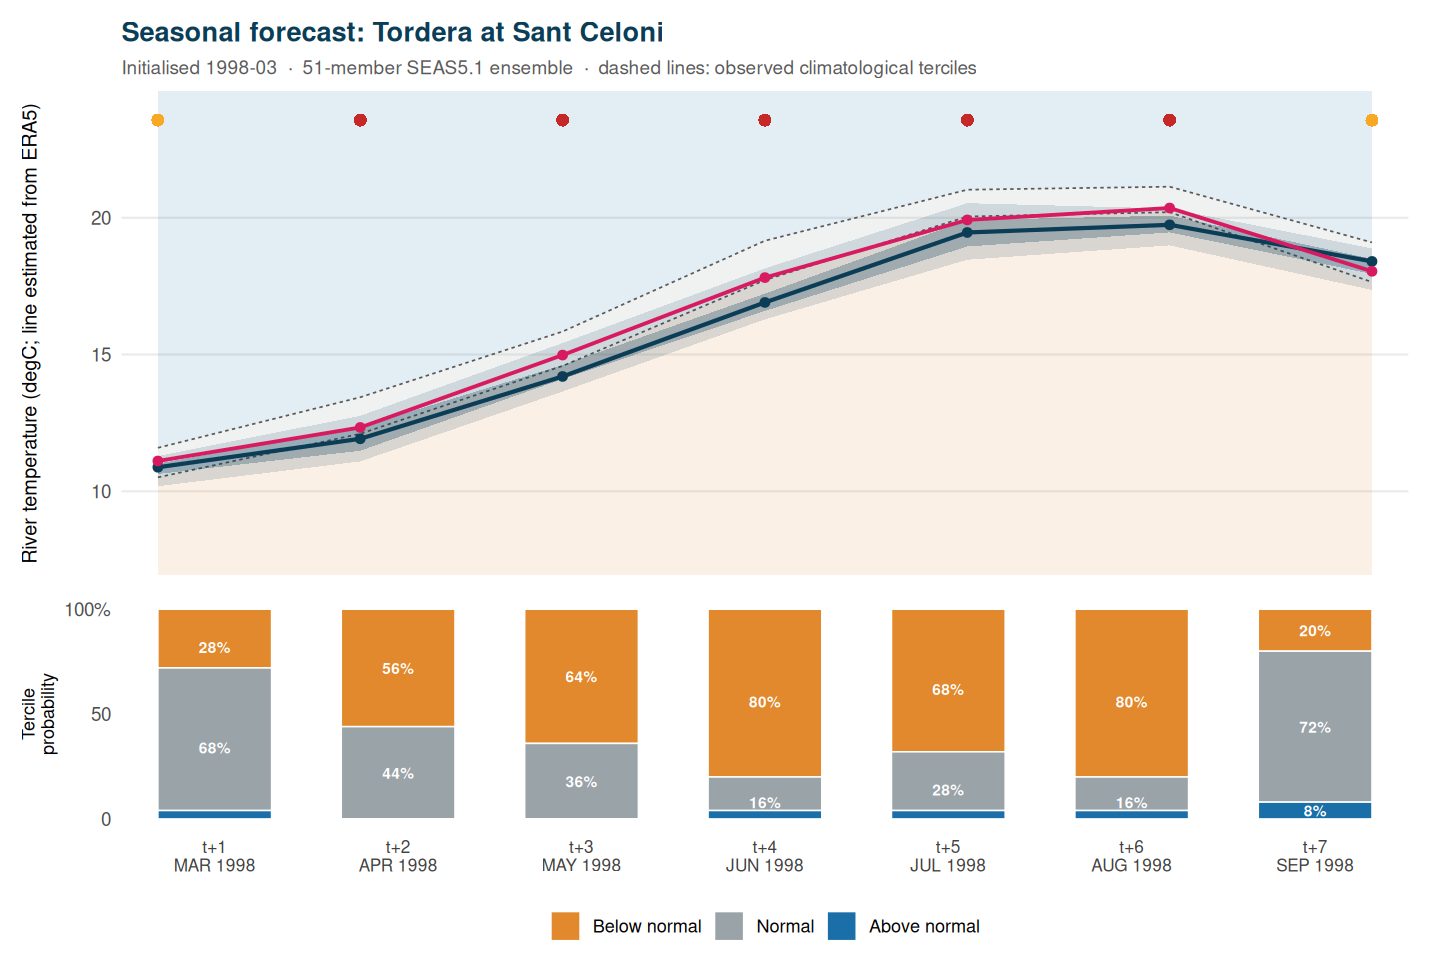 Seasonal forecast: Tordera at Sant Celoni
Initialised 1998-03 · 51-member SEAS5.1 ensemble · dashed lines: observed climatological terciles
River temperature (degC; line estimated from ERA5)
20
15
10
Tercile
probability
100%
50
0
28%
68%
56%
44%
64%
36%
80%
16%
68%
28%
80%
16%
20%
72%
8%
t+1
MAR 1998
t+2
APR 1998
t+3
MAY 1998
t+4
JUN 1998
t+5
JUL 1998
t+6
AUG 1998
t+7
SEP 1998
Below normal
Normal
Above normal